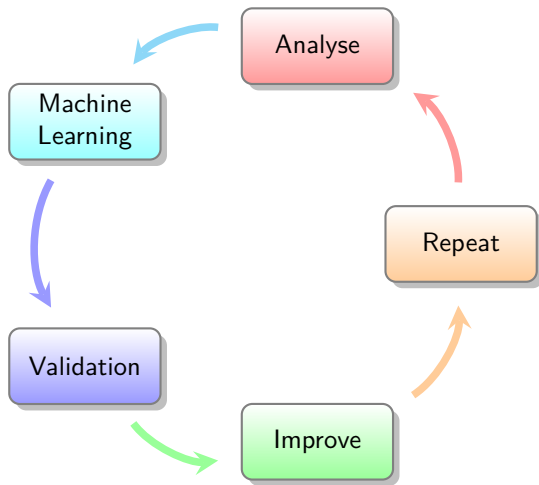 Analyse
Machine
Learning
Repeat
Validation
Improve